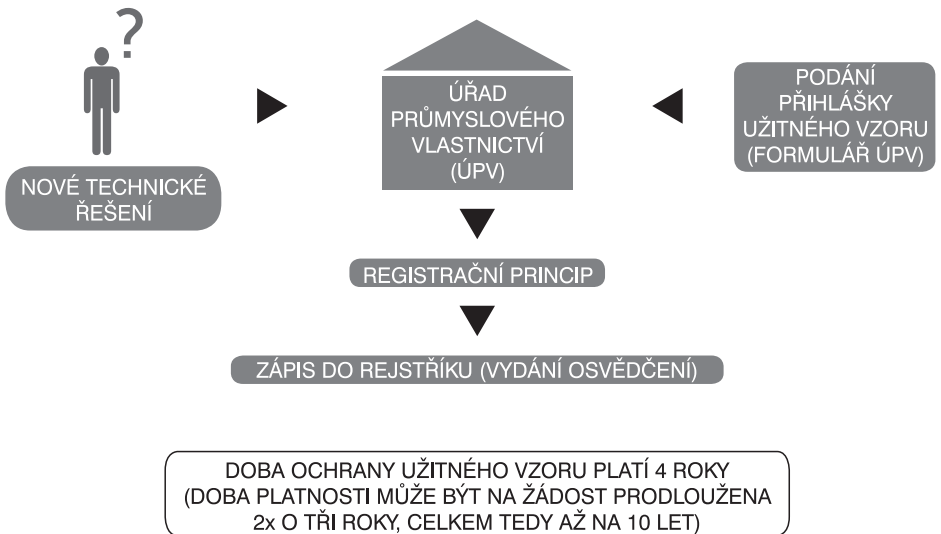 ?
NOVÉ TECHNICKÉ
ŘEŠENÍ
ÚŘAD
PRŮMYSLOVÉHO
VLASTNICTVÍ
(ÚPV)
PODÁNÍ
PŘIHLÁŠKY
UŽITNÉHO VZORU
(FORMULÁŘ ÚPV)
REGISTRAČNÍ PRINCIP
ZÁPIS DO REJSTŘÍKU (VYDÁNÍ OSVĚDČENÍ)
DOBA OCHRANY UŽITNÉHO VZORU PLATÍ 4 ROKY
(DOBA PLATNOSTI MŮŽE BÝT NA ŽÁDOST PRODLOUŽENA
2x O TŘI ROKY, CELKEM TEDY AŽ NA 10 LET)